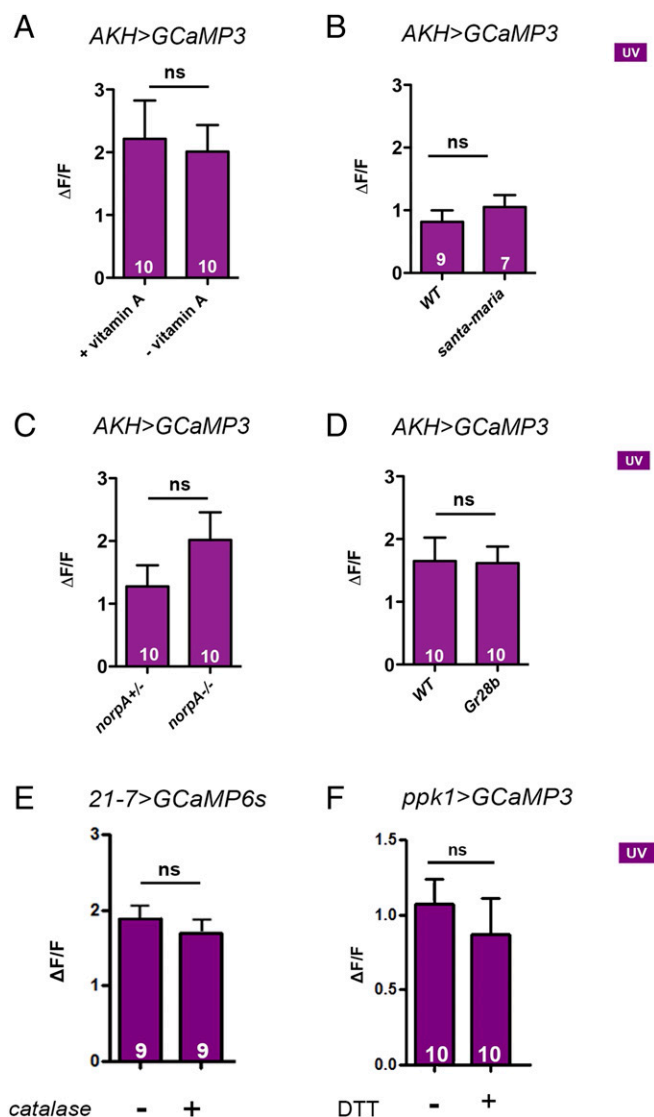 A
AKH>GCaMP3
ns
3
2
1
0
ΔF/F
10
10
+ vitamin A
- vitamin A
B
AKH>GCaMP3
UV
ns
3
2
1
0
ΔF/F
9
7
WT
santa-maria
C
AKH>GCaMP3
ns
3
2
1
0
ΔF/F
10
10
norpA+/-
norpA-/-
D
AKH>GCaMP3
UV
ns
3
2
1
0
ΔF/F
10
10
WT
Gr28b
E
21-7>GCaMP6s
ns
3
2
1
0
ΔF/F
9
9
catalase - +
F
ppk1>GCaMP3
UV
ns
1.5
1.0
0.5
0.0
ΔF/F
10
10
DTT - +